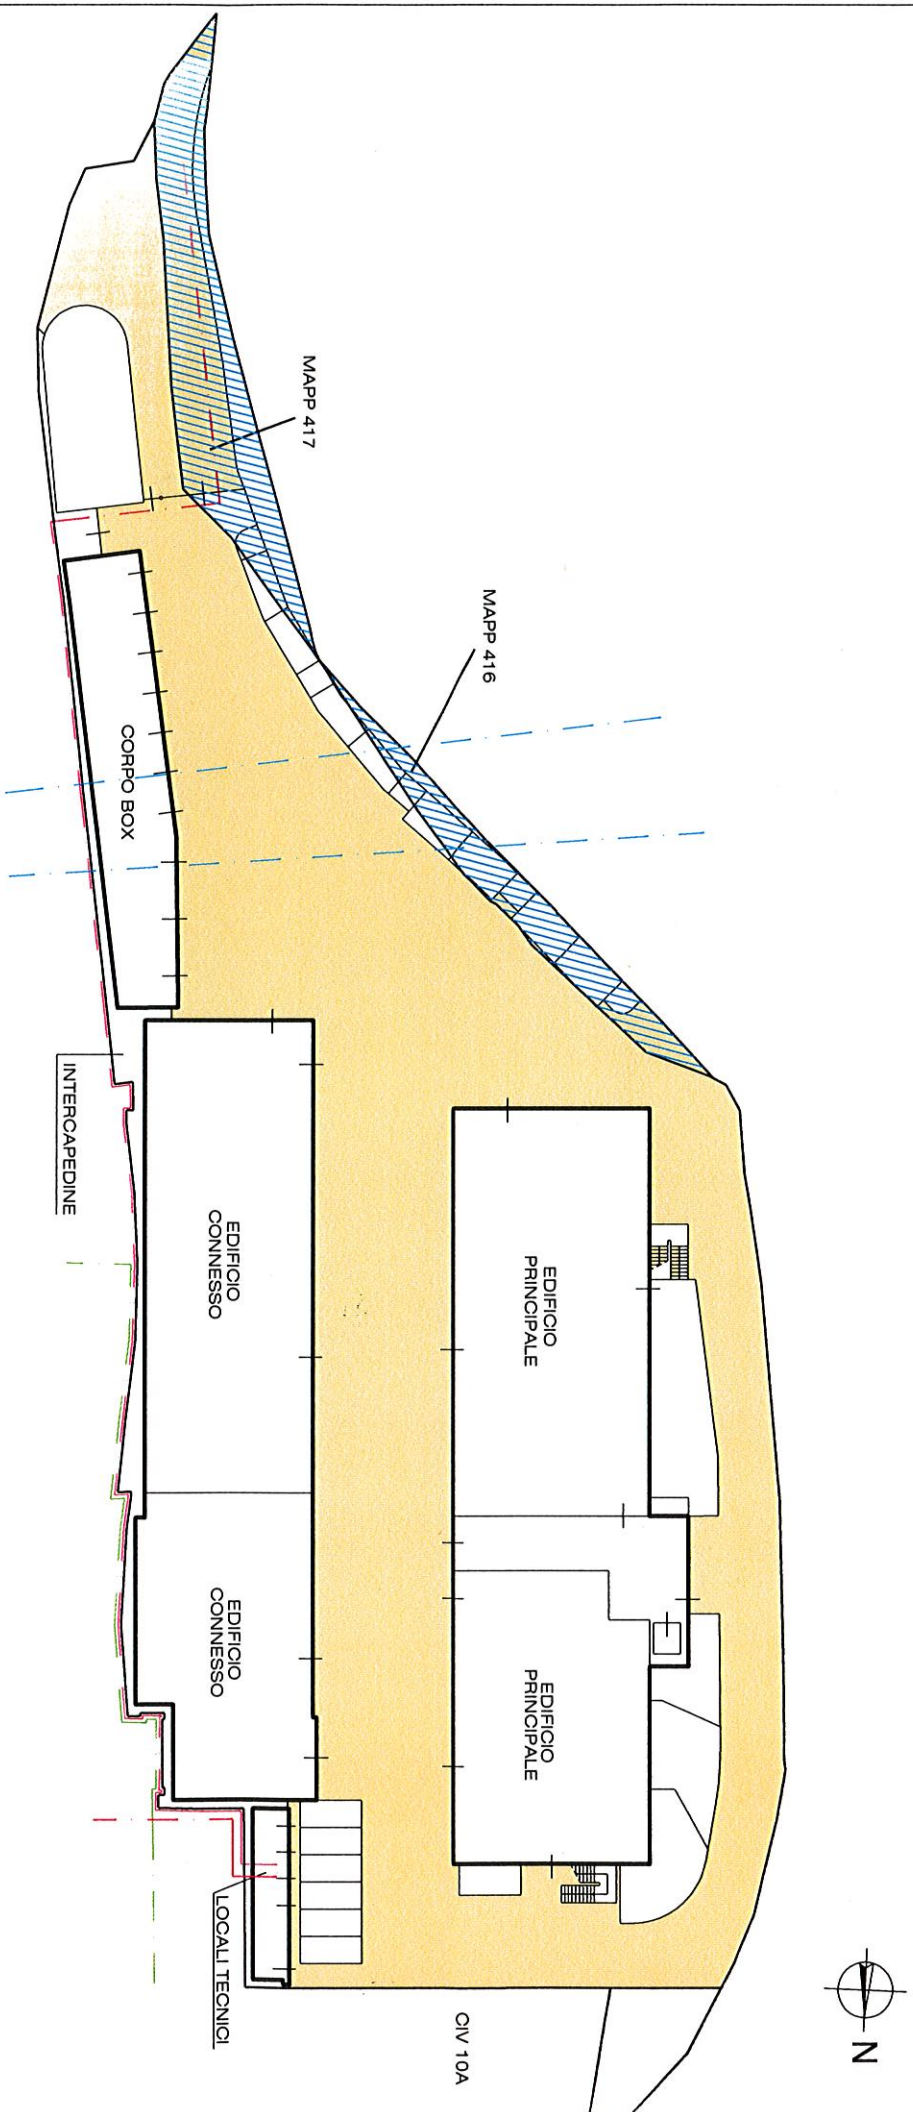 MAPP 417
MAPP 416
CORPO BOX
INTERCAPEDINE
EDIFICIO
CONNESSO
EDIFICIO
PRINCIPALE
EDIFICIO
CONNESSO
EDIFICIO
PRINCIPALE
LOCALI TECNICI
CIV 10A
N